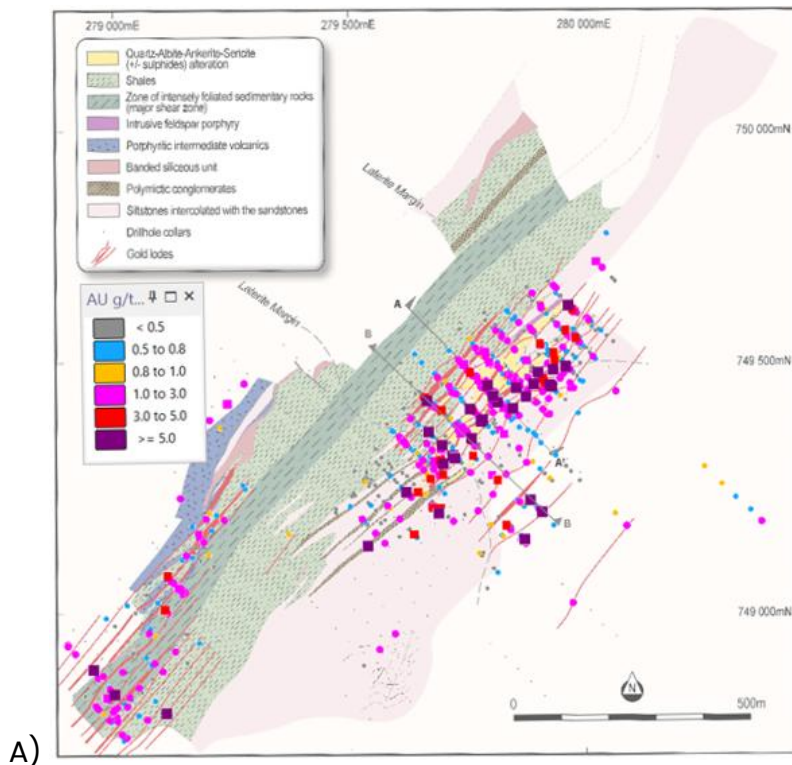 279 000mE
279 500mE
280 000mE
Quartz-Albite-Ankerite-Sericite
(+/- sulphides) alteration
Shales
Zone of intensely foliated sedimentary rocks
(major shear zone)
Intrusive feldspar porphyry
Porphyritic intermediate volcanics
Banded siliceous unit
Polymictic conglomerates
Siltstones intercolated with the sandstones
Drillhole collars
Gold lodes
750 000mN
Laterite Margin
AU g/t...
< 0.5
0.5 to 0.8
0.8 to 1.0
1.0 to 3.0
3.0 to 5.0
>= 5.0
Laterite Margin
A
B
749 500mN
A'
B
749 000mN
N
0
500m
A)